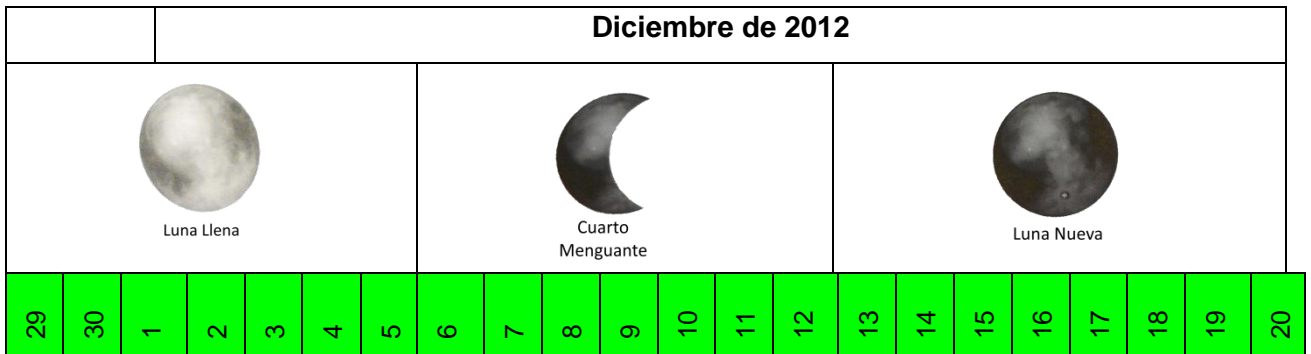 Diciembre de 2012
Luna Llena
Cuarto
Menguante
Luna Nueva
29 30 1 2 3 4 5 6 7 8 9 10 11 12 13 14 15 16 17 18 19 20